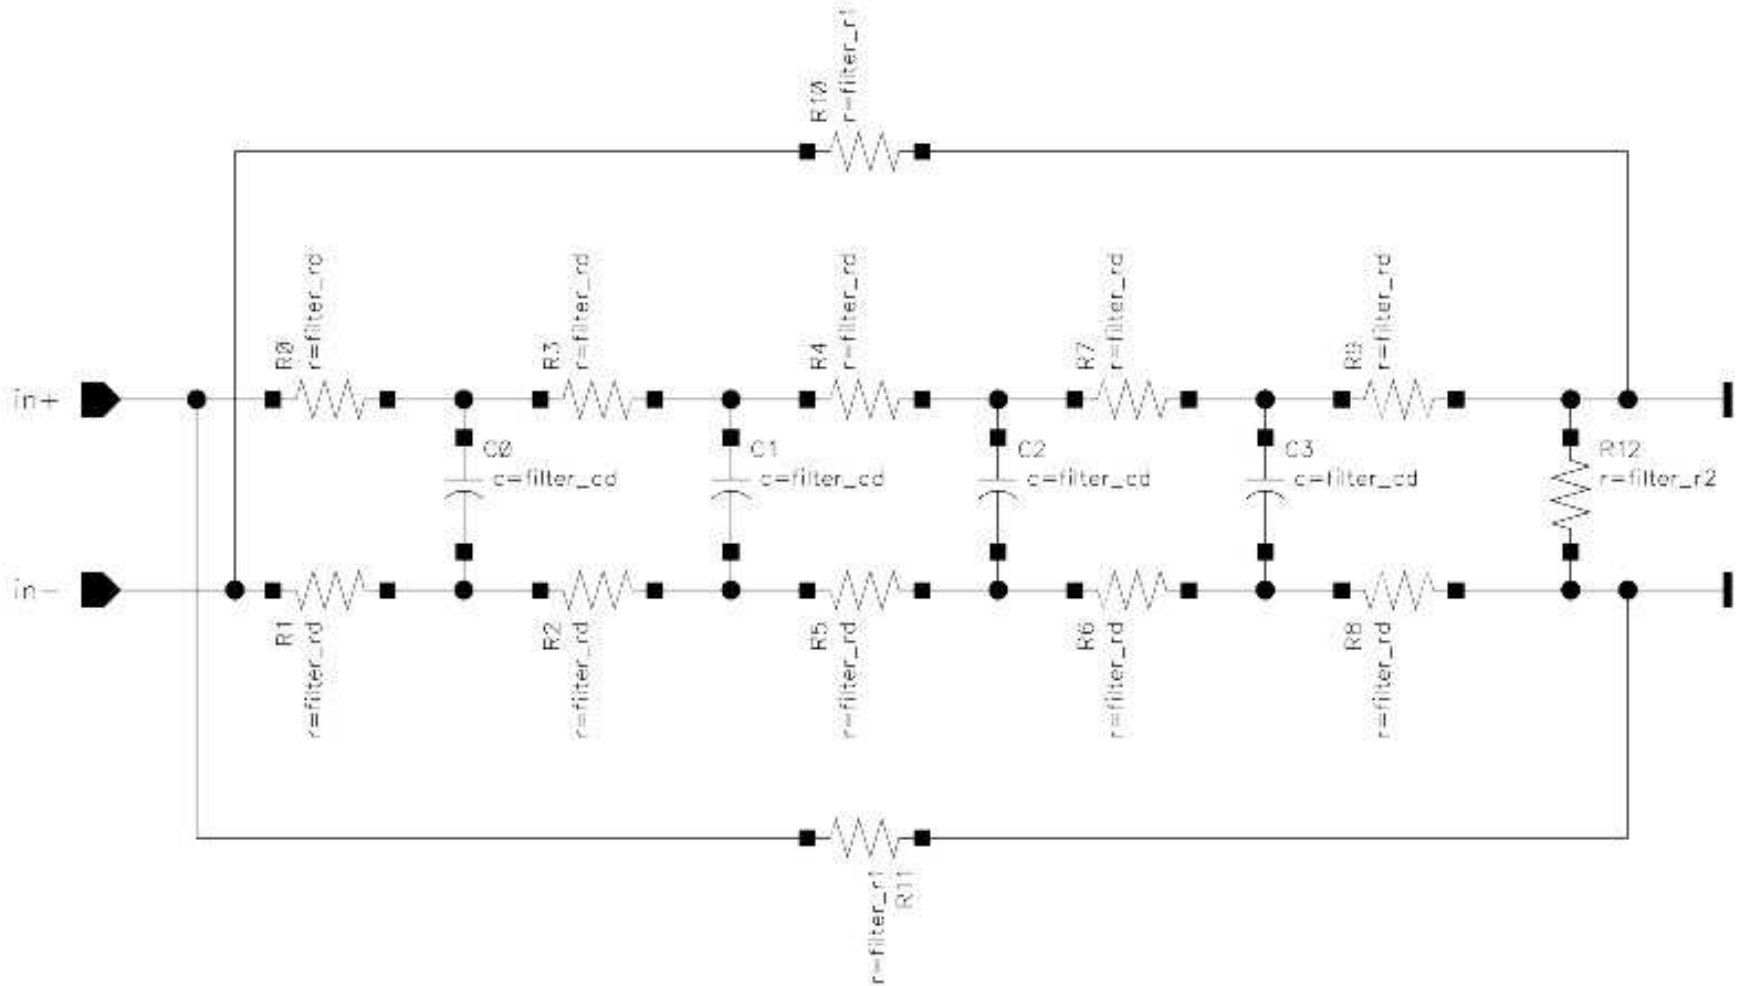 R10
r=filter_r1
R0
r=filter_rd
R3
r=filter_rd
R4
r=filter_rd
R7
r=filter_rd
R9
r=filter_rd
in+
C0
c=filter_cd
C1
c=filter_cd
C2
c=filter_cd
C3
c=filter_cd
R12
r=filter_r2
in-
R1
r=filter_rd
R2
r=filter_rd
R5
r=filter_rd
R6
r=filter_rd
R8
r=filter_rd
r=filter_r1
R11